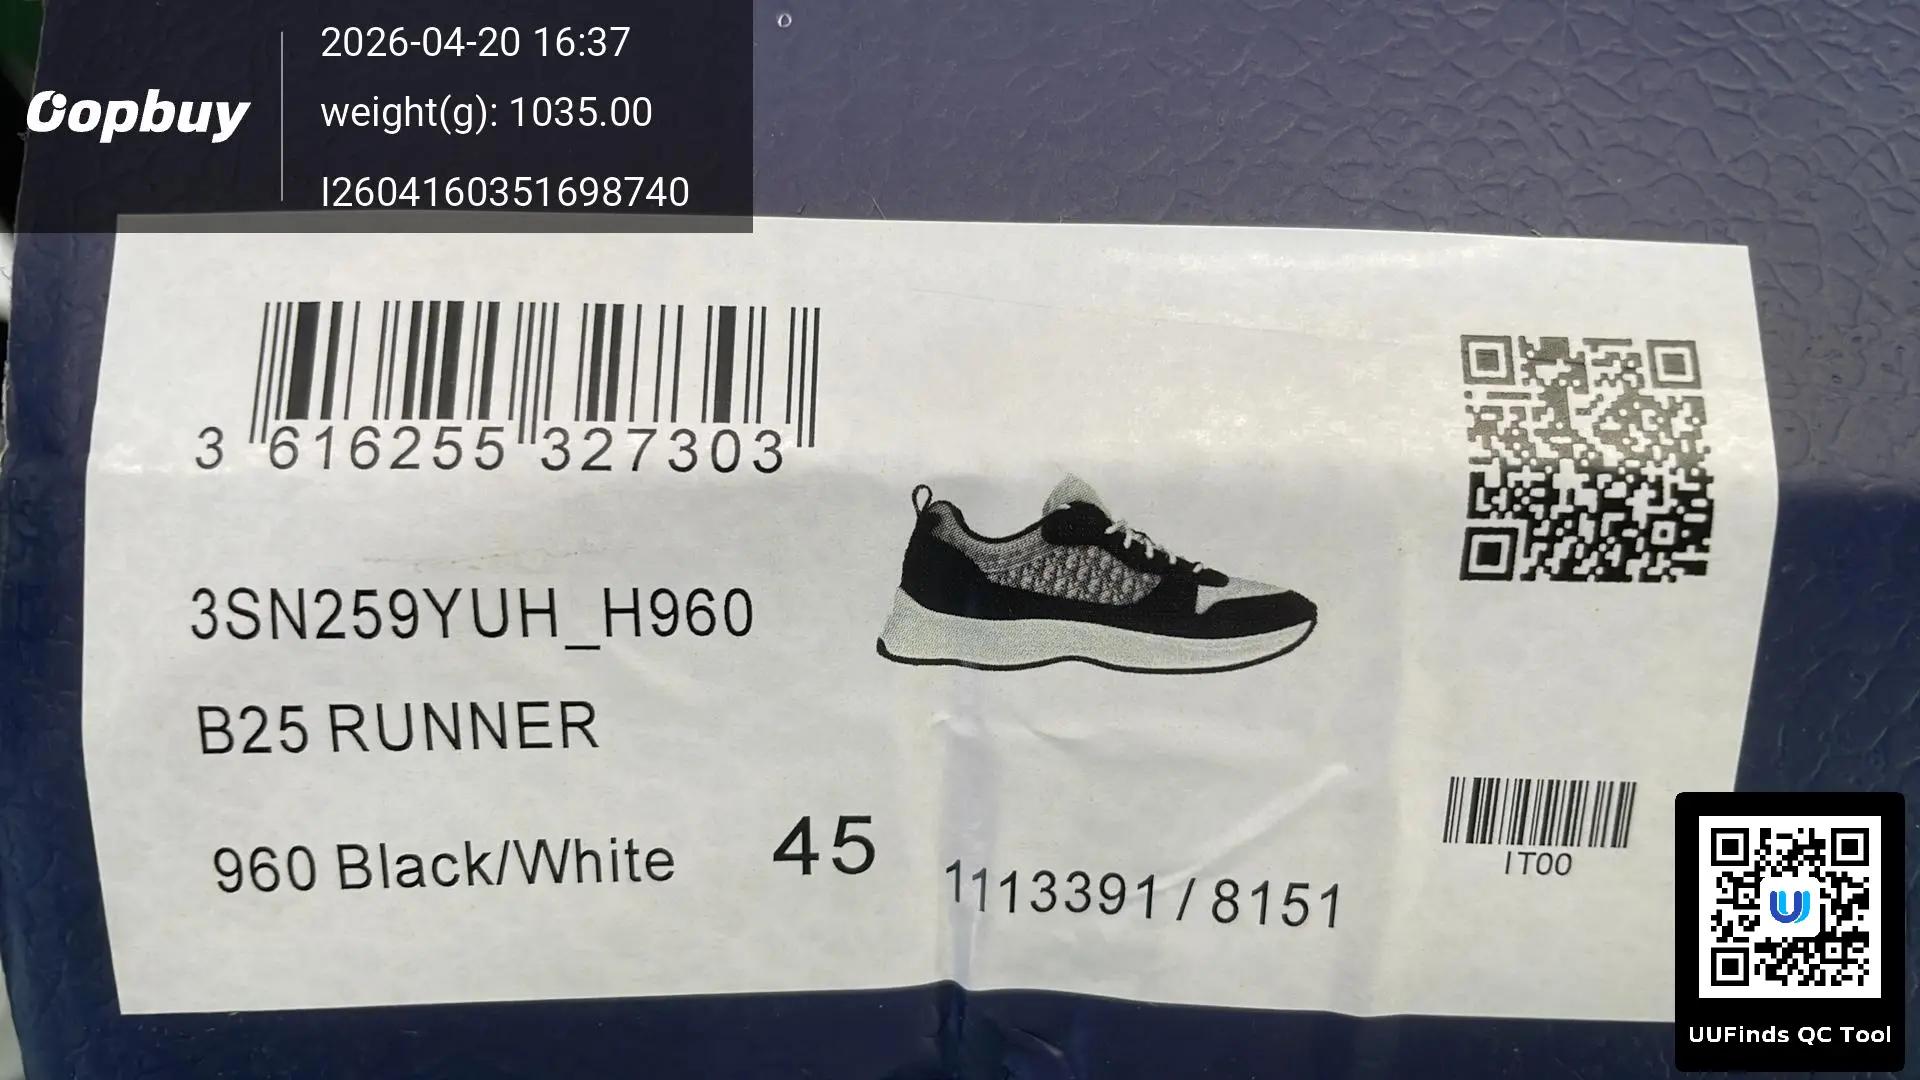 Oopbuy
2026-04-20 16:37
weight(g): 1035.00
I2604160351698740
3 616255 327303
3SN259YUH_H960
B25 RUNNER
960 Black/White 45
1113391 / 8151
IT00
UUFinds QC Tool